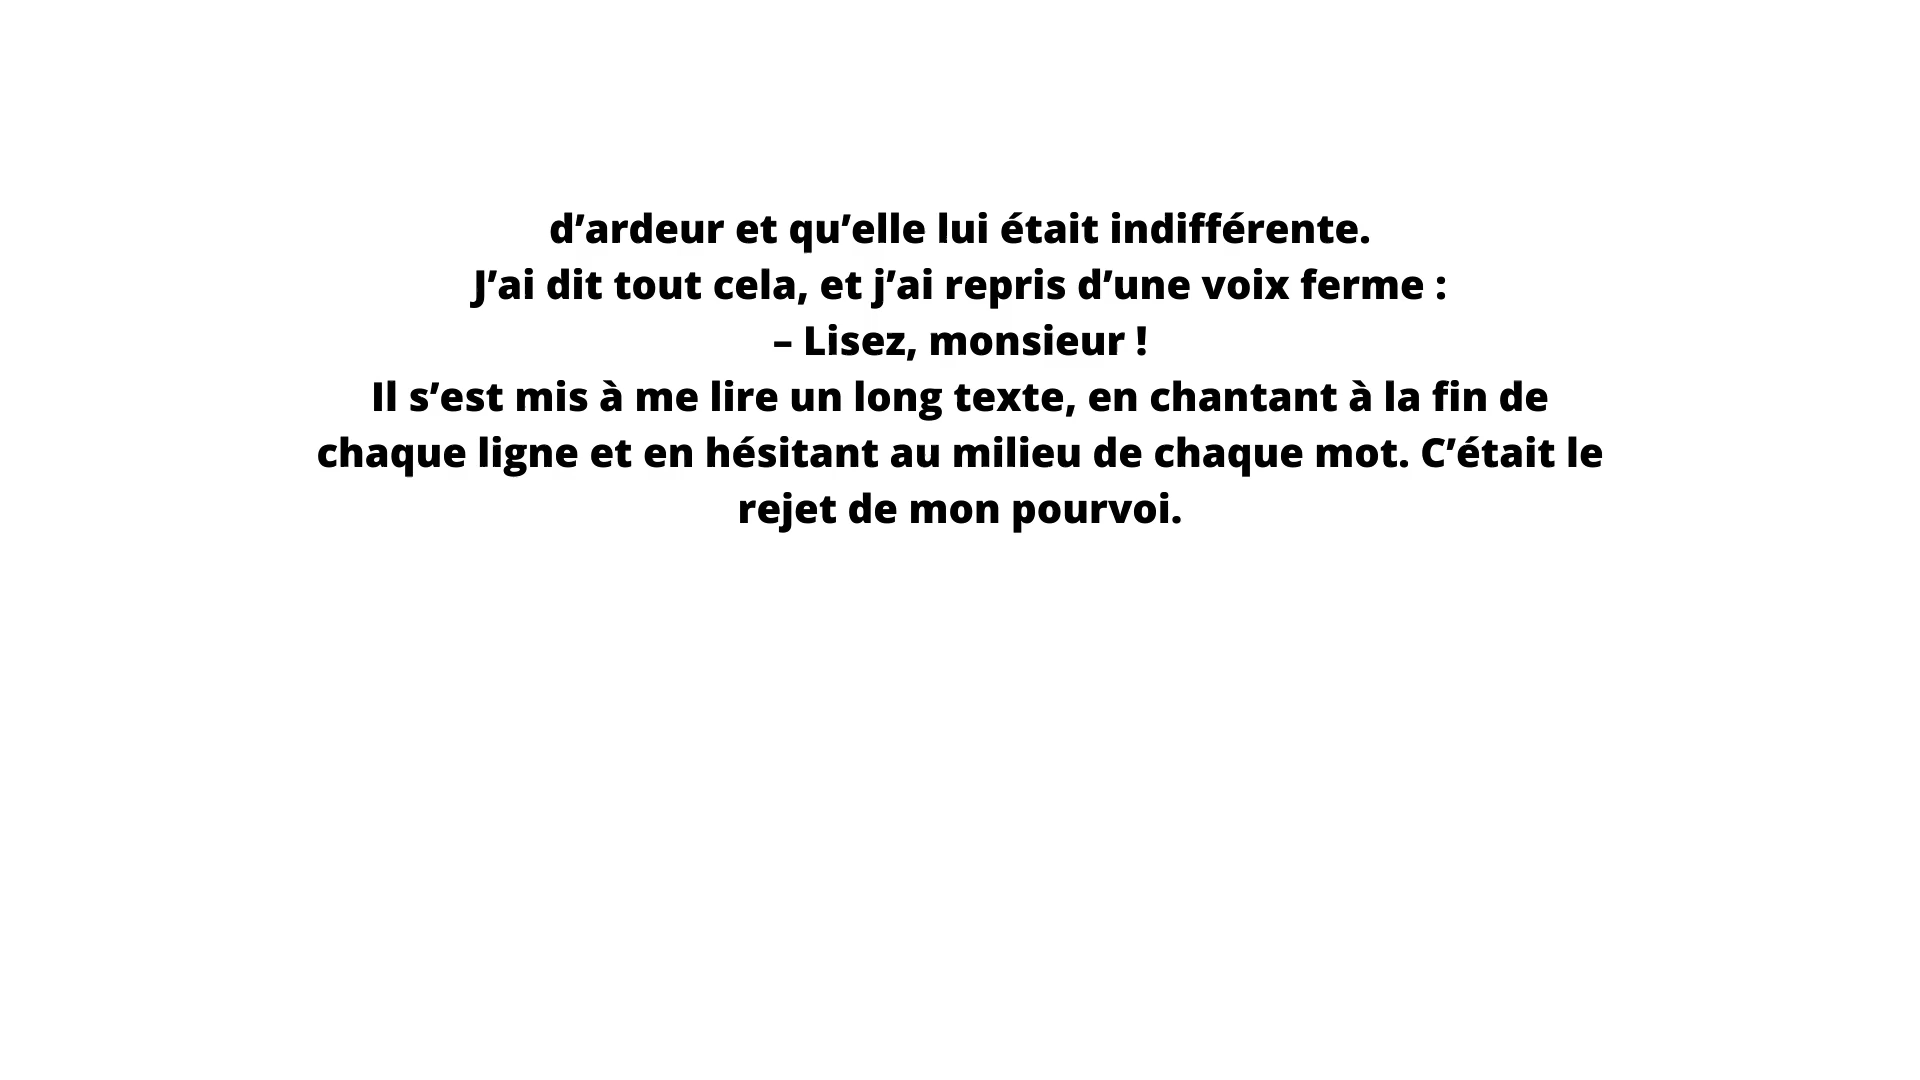 d’ardeur et qu’elle lui était indifférente.
J’ai dit tout cela, et j’ai repris d’une voix ferme :
– Lisez, monsieur !
Il s’est mis à me lire un long texte, en chantant à la fin de
chaque ligne et en hésitant au milieu de chaque mot. C’était le
rejet de mon pourvoi.